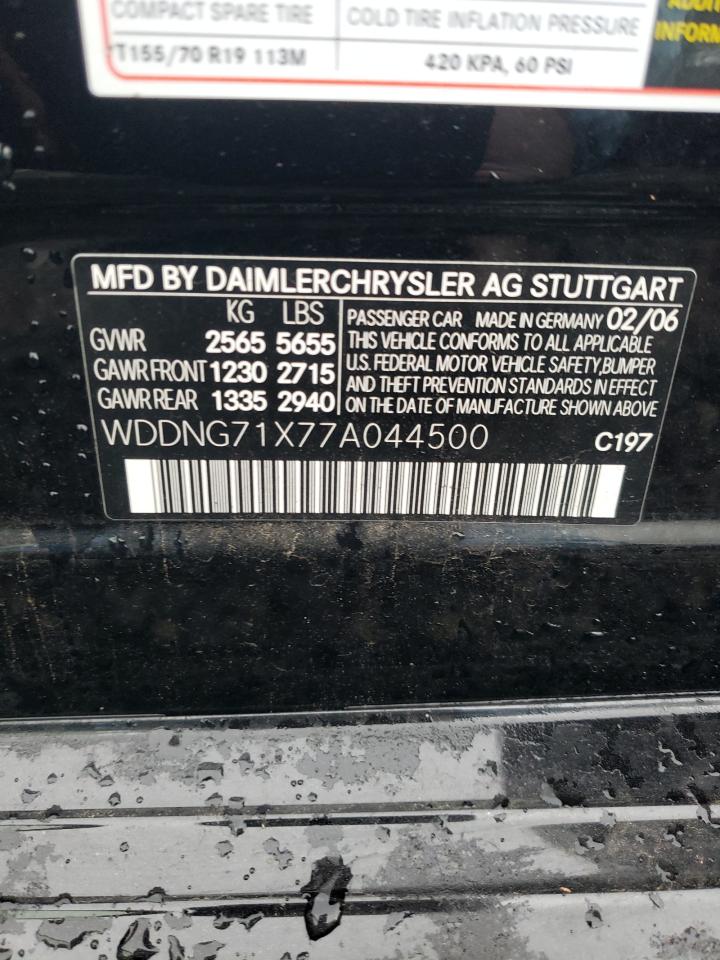 COMPACT SPARE TIRE COLD TIRE INFLATION PRESSURE
T155/70 R19 113M 420 KPA, 60 PSI
INFORM
MFD BY DAIMLERCHRYSLER AG STUTTGART
KG LBS
GVWR 2565 5655
GAWR FRONT 1230 2715
GAWR REAR 1335 2940
PASSENGER CAR MADE IN GERMANY 02/06
THIS VEHICLE CONFORMS TO ALL APPLICABLE
U.S. FEDERAL MOTOR VEHICLE SAFETY,BUMPER
AND THEFT PREVENTION STANDARDS IN EFFECT
ON THE DATE OF MANUFACTURE SHOWN ABOVE
WDDNG71X77A044500 C197